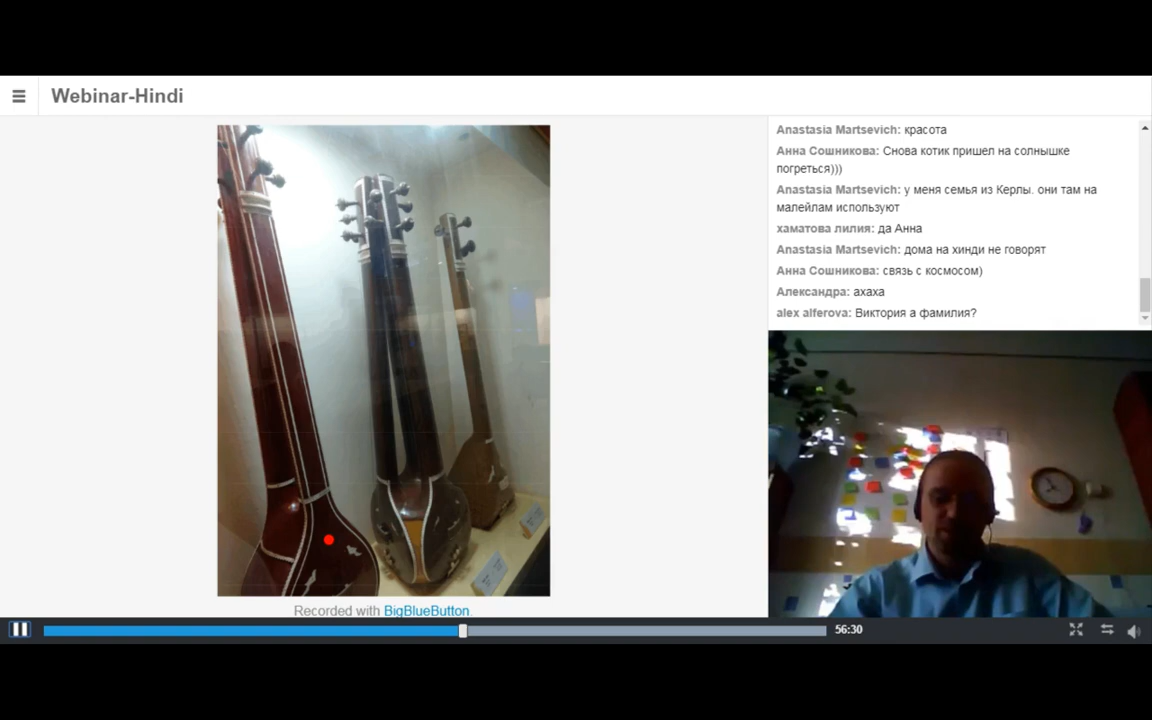 Webinar-Hindi
Anastasia Martsevich: красота
Анна Сошникова: Снова котик пришел на солнышке
погреться)))
Anastasia Martsevich: у меня семья из Керлы. они там на
малейлам используют
хаматова лилия: да Анна
Anastasia Martsevich: дома на хинди не говорят
Анна Сошникова: связь с космосом)
Александра: ахаха
alex alferova: Виктория а фамилия?
Recorded with BigBlueButton.
56:30